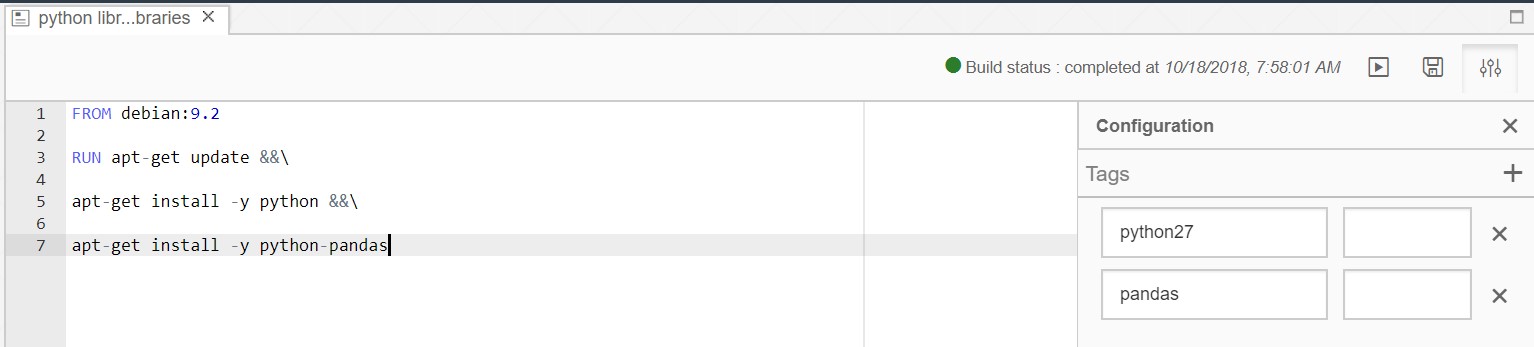 python libr...braries
Build status : completed at 10/18/2018, 7:58:01 AM
1 FROM debian:9.2
2
3 RUN apt-get update &&\
4
5 apt-get install -y python &&\
6
7 apt-get install -y python-pandas
Configuration
Tags
python27
pandas